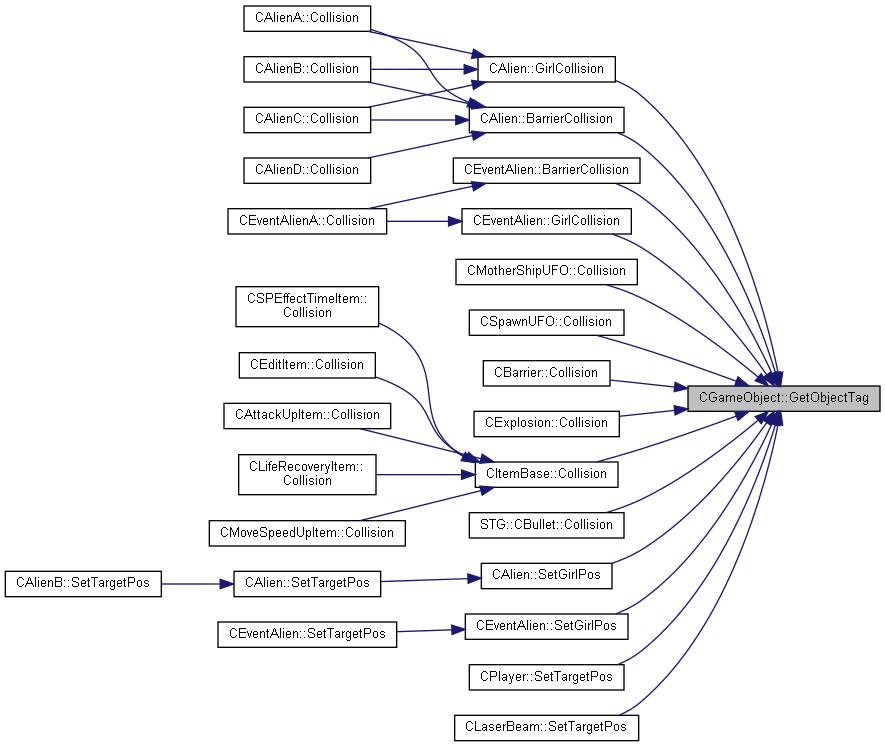 CAlienA::Collision
CAlien::GirlCollision
CAlienB::Collision
CAlienC::Collision
CAlien::BarrierCollision
CAlienD::Collision
CEventAlien::BarrierCollision
CEventAlienA::Collision
CEventAlien::GirlCollision
CMotherShipUFO::Collision
CSPEffectTimeItem::
Collision
CSpawnUFO::Collision
CEditItem::Collision
CBarrier::Collision
CGameObject::GetObjectTag
CAttackUpItem::Collision
CExplosion::Collision
CLifeRecoveryItem::
Collision
CItemBase::Collision
CMoveSpeedUpItem::Collision
STG::CBullet::Collision
CAlienB::SetTargetPos
CAlien::SetTargetPos
CAlien::SetGirlPos
CEventAlien::SetTargetPos
CEventAlien::SetGirlPos
CPlayer::SetTargetPos
CLaserBeam::SetTargetPos